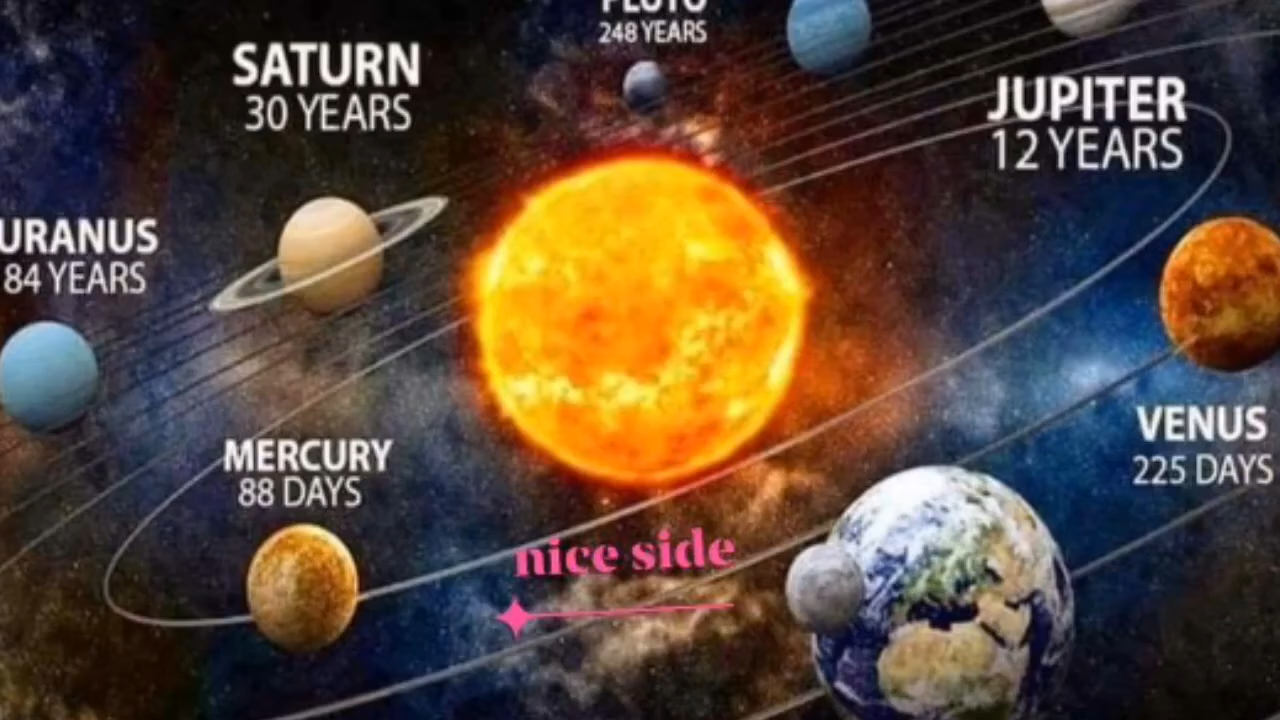 PLUTO
248 YEARS
SATURN
30 YEARS
JUPITER
12 YEARS
URANUS
84 YEARS
MERCURY
88 DAYS
VENUS
225 DAYS
nice side